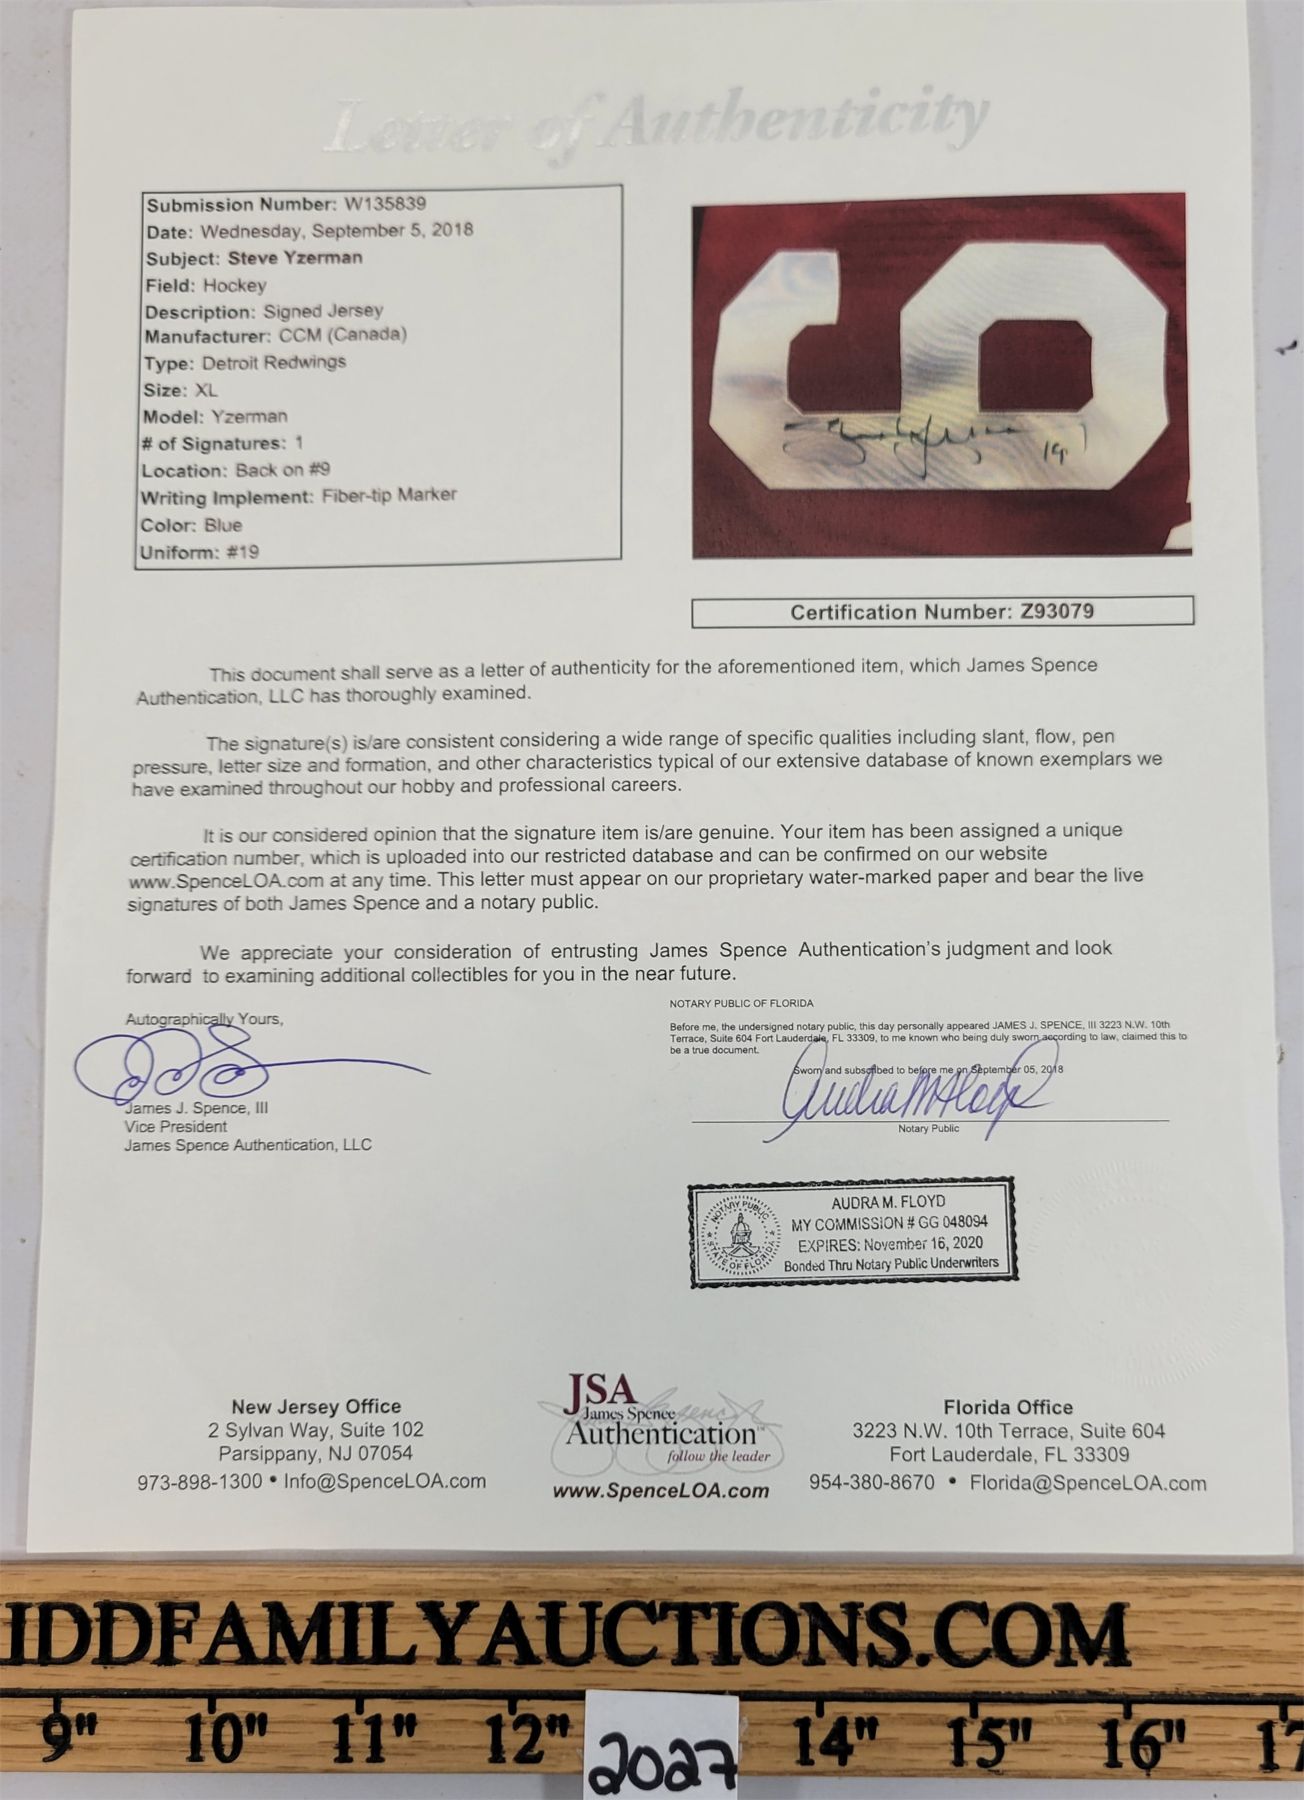 Letter of Authenticity
Submission Number: W135839
Date: Wednesday, September 5, 2018
Subject: Steve Yzerman
Field: Hockey
Description: Signed Jersey
Manufacturer: CCM (Canada)
Type: Detroit Redwings
Size: XL
Model: Yzerman
# of Signatures: 1
Location: Back on #9
Writing Implement: Fiber-tip Marker
Color: Blue
Uniform: #19
9
19
Certification Number: Z93079
This document shall serve as a letter of authenticity for the aforementioned item, which James Spence
Authentication, LLC has thoroughly examined.
The signature(s) is/are consistent considering a wide range of specific qualities including slant, flow, pen
pressure, letter size and formation, and other characteristics typical of our extensive database of known exemplars we
have examined throughout our hobby and professional careers.
It is our considered opinion that the signature item is/are genuine. Your item has been assigned a unique
certification number, which is uploaded into our restricted database and can be confirmed on our website
www.SpenceLOA.com at any time. This letter must appear on our proprietary water-marked paper and bear the live
signatures of both James Spence and a notary public.
We appreciate your consideration of entrusting James Spence Authentication's judgment and look
forward to examining additional collectibles for you in the near future.
Autographically Yours,
James J. Spence, III
Vice President
James Spence Authentication, LLC
NOTARY PUBLIC OF FLORIDA
Before me, the undersigned notary public, this day personally appeared JAMES J. SPENCE, III 3223 N.W. 10th
Terrace, Suite 604 Fort Lauderdale, FL 33309, to me known who being duly sworn according to law, claimed this to
be a true document.
Sworn and subscribed to before me on September 05, 2018
Audra M Floyd
Notary Public
NOTARY PUBLIC
STATE OF FLORIDA
AUDRA M. FLOYD
MY COMMISSION # GG 048094
EXPIRES: November 16, 2020
Bonded Thru Notary Public Underwriters
New Jersey Office
2 Sylvan Way, Suite 102
Parsippany, NJ 07054
973-898-1300 • Info@SpenceLOA.com
JSA
James Spence
Authentication™
follow the leader
www.SpenceLOA.com
Florida Office
3223 N.W. 10th Terrace, Suite 604
Fort Lauderdale, FL 33309
954-380-8670 • Florida@SpenceLOA.com
IDDFAMILYAUCTIONS.COM
9" 10" 11" 12" 14" 15" 16" 17
2027